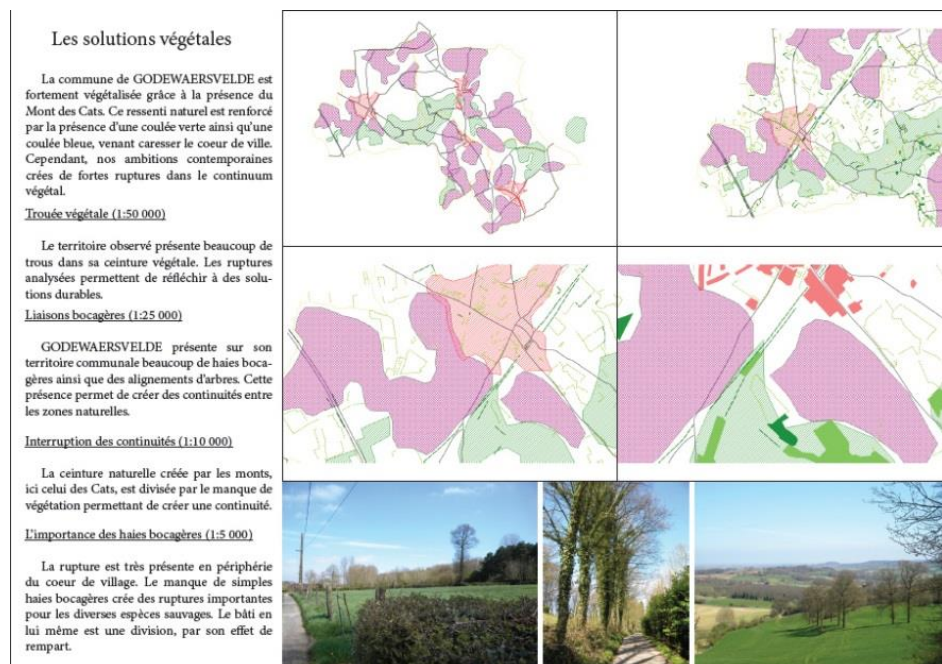 Les solutions végétales
La commune de GODEWAERSVELDE est
fortement végétalisée grâce à la présence du
Mont des Cats. Ce ressenti naturel est renforcé
par la présence d'une coulée verte ainsi qu'une
coulée bleue, venant caresser le coeur de ville.
Cependant, nos ambitions contemporaines
crées de fortes ruptures dans le continuum
végétal.
Trouée végétale (1:50 000)
Le territoire observé présente beaucoup de
trous dans sa ceinture végétale. Les ruptures
analysées permettent de réfléchir à des solu-
tions durables.
Liaisons bocagères (1:25 000)
GODEWAERSVELDE présente sur son
territoire communale beaucoup de haies boca-
gères ainsi que des alignements d'arbres. Cette
présence permet de créer des continuités entre
les zones naturelles.
Interruption des continuités (1:10 000)
La ceinture naturelle créée par les monts,
ici celui des Cats, est divisée par le manque de
végétation permettant de créer une continuité.
L'importance des haies bocagères (1:5 000)
La rupture est très présente en périphérie
du coeur de village. Le manque de simples
haies bocagères crée des ruptures importantes
pour les diverses espèces sauvages. Le bâti en
lui même est une division, par son effet de
rempart.